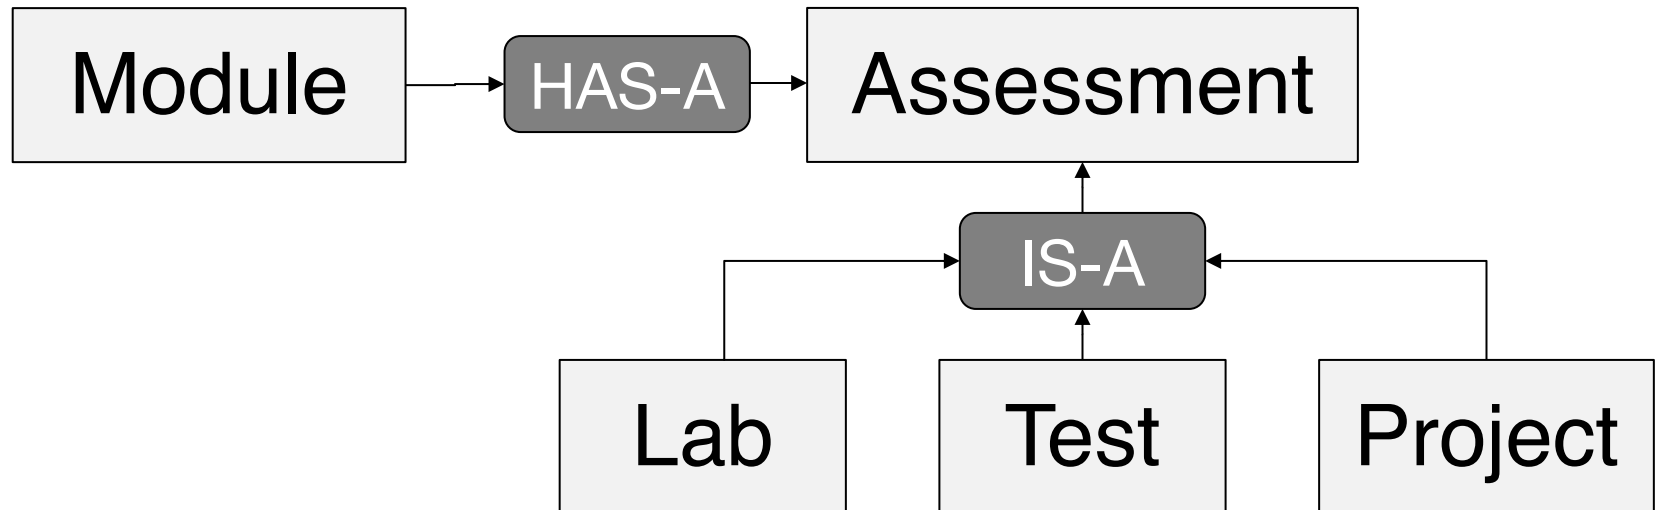 Module
HAS-A
Assessment
IS-A
Lab
Test
Project